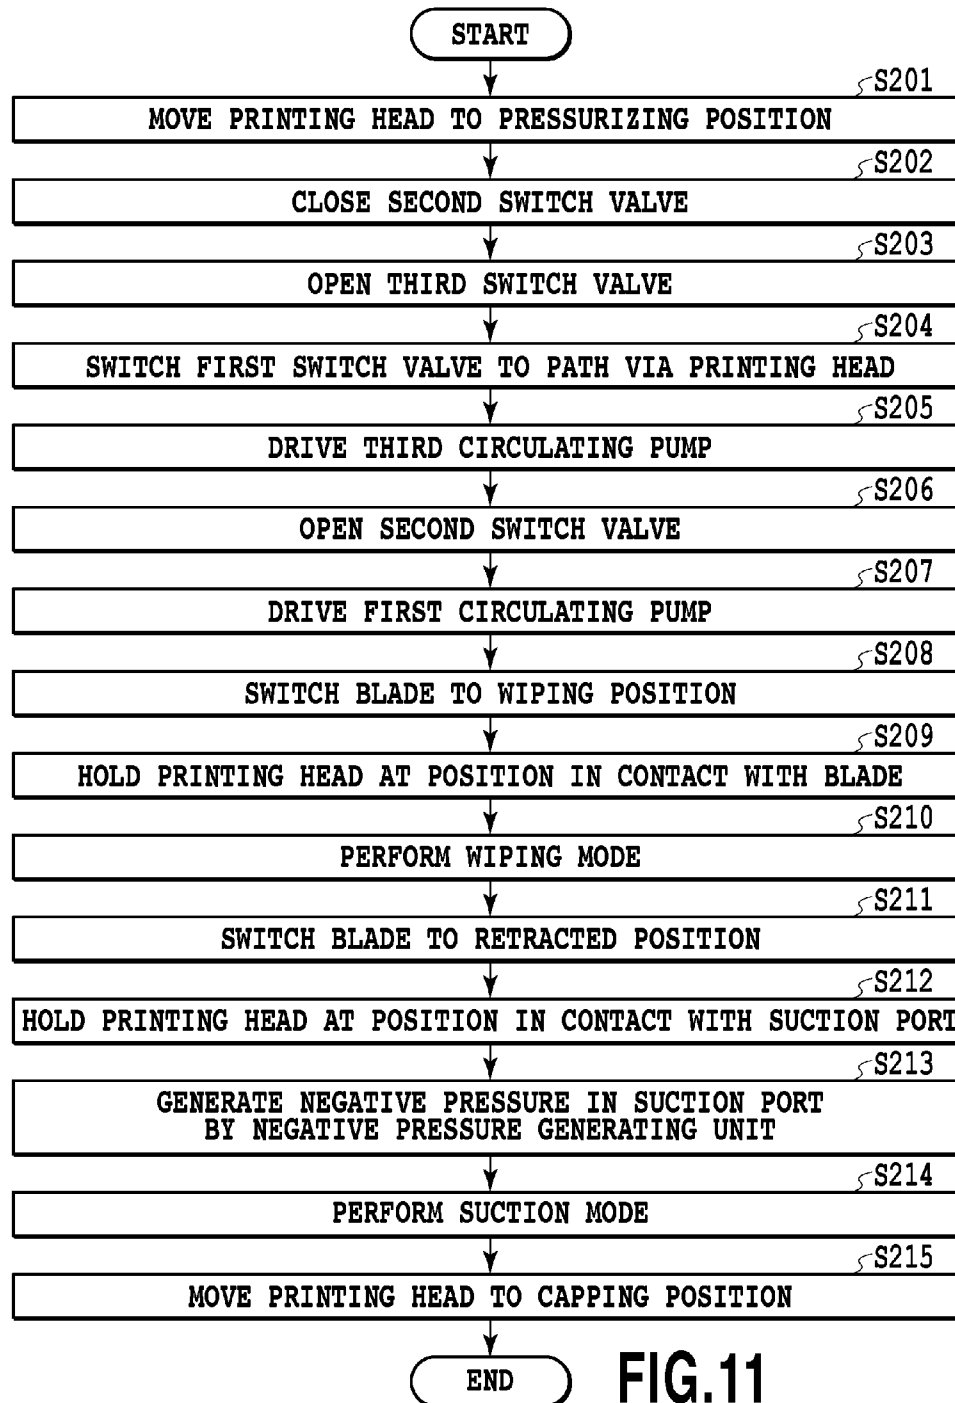 START
S201
MOVE PRINTING HEAD TO PRESSURIZING POSITION
S202
CLOSE SECOND SWITCH VALVE
S203
OPEN THIRD SWITCH VALVE
S204
SWITCH FIRST SWITCH VALVE TO PATH VIA PRINTING HEAD
S205
DRIVE THIRD CIRCULATING PUMP
S206
OPEN SECOND SWITCH VALVE
S207
DRIVE FIRST CIRCULATING PUMP
S208
SWITCH BLADE TO WIPING POSITION
S209
HOLD PRINTING HEAD AT POSITION IN CONTACT WITH BLADE
S210
PERFORM WIPING MODE
S211
SWITCH BLADE TO RETRACTED POSITION
S212
HOLD PRINTING HEAD AT POSITION IN CONTACT WITH SUCTION PORT
S213
GENERATE NEGATIVE PRESSURE IN SUCTION PORT
BY NEGATIVE PRESSURE GENERATING UNIT
S214
PERFORM SUCTION MODE
S215
MOVE PRINTING HEAD TO CAPPING POSITION
END
FIG.11